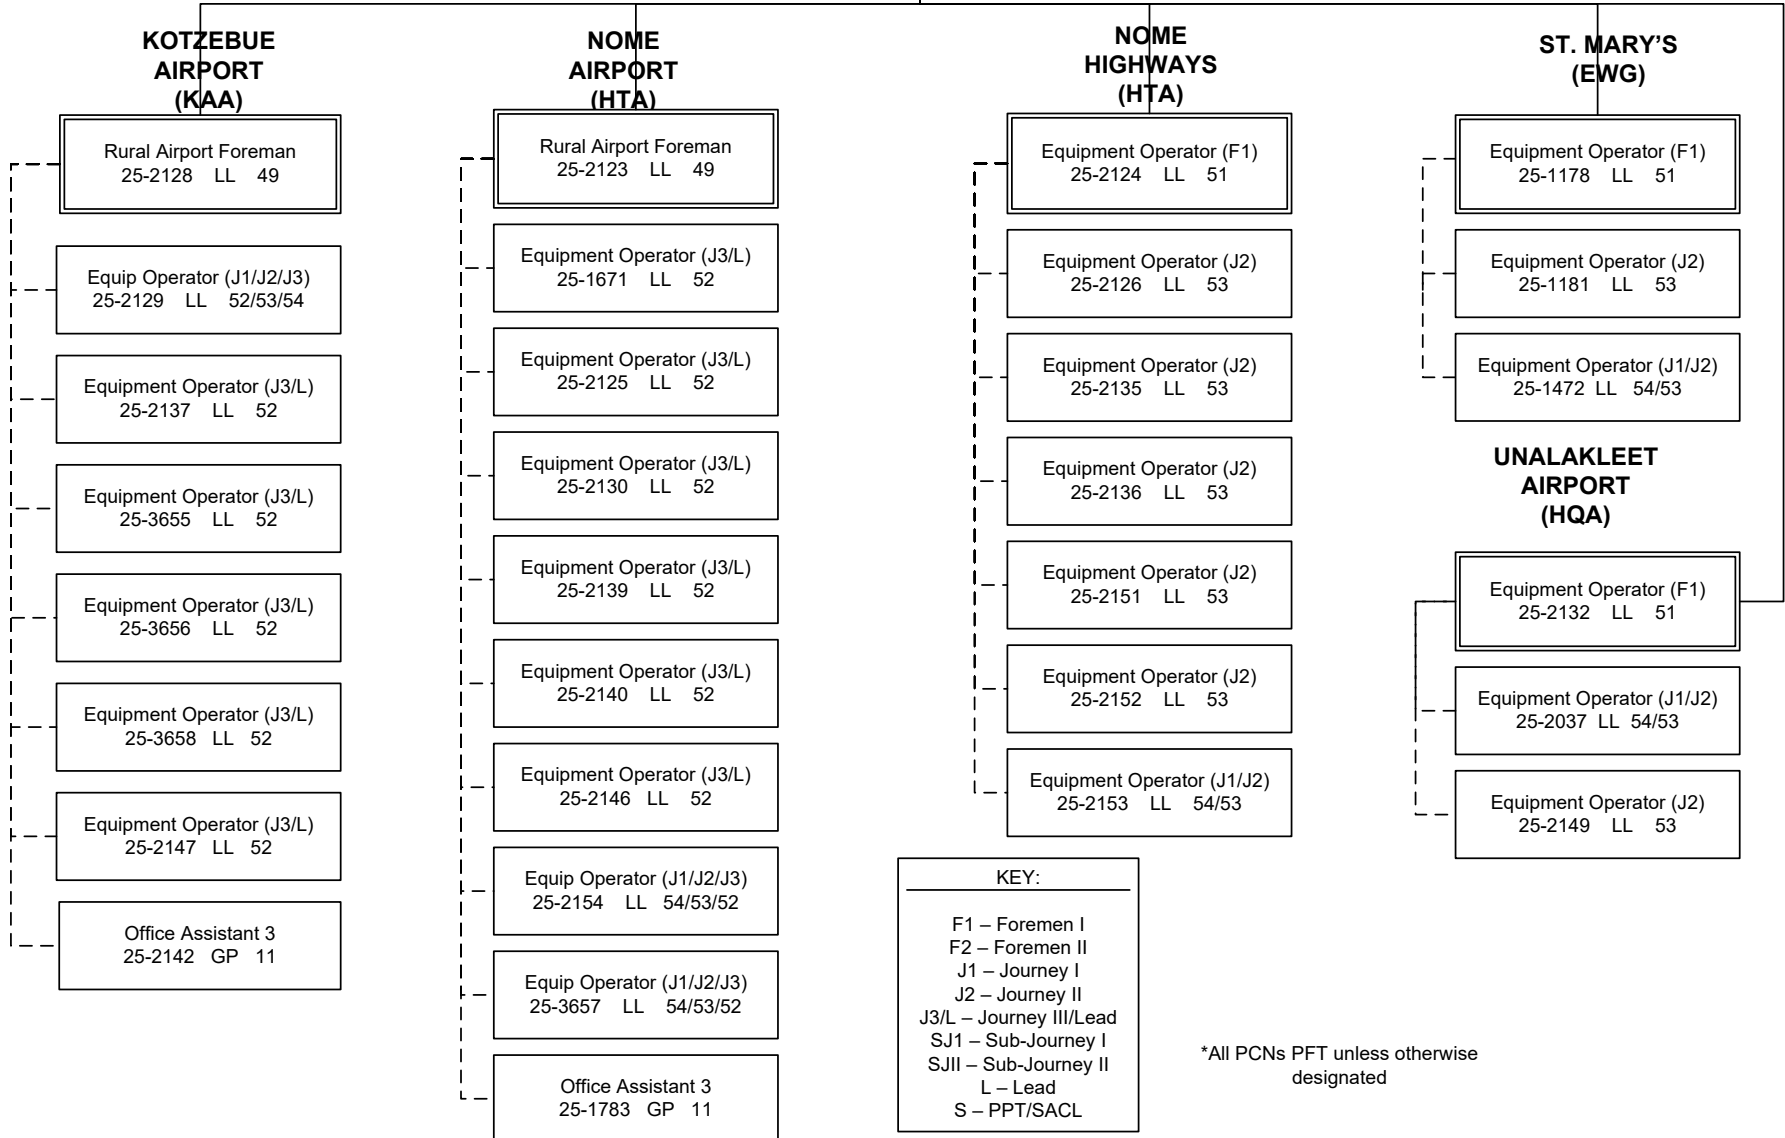 KOTZEBUE
AIRPORT
(KAA)
Rural Airport Foreman
25-2128 LL 49
Equip Operator (J1/J2/J3)
25-2129 LL 52/53/54
Equipment Operator (J3/L)
25-2137 LL 52
Equipment Operator (J3/L)
25-3655 LL 52
Equipment Operator (J3/L)
25-3656 LL 52
Equipment Operator (J3/L)
25-3658 LL 52
Equipment Operator (J3/L)
25-2147 LL 52
Office Assistant 3
25-2142 GP 11
NOME
AIRPORT
(HTA)
Rural Airport Foreman
25-2123 LL 49
Equipment Operator (J3/L)
25-1671 LL 52
Equipment Operator (J3/L)
25-2125 LL 52
Equipment Operator (J3/L)
25-2130 LL 52
Equipment Operator (J3/L)
25-2139 LL 52
Equipment Operator (J3/L)
25-2140 LL 52
Equipment Operator (J3/L)
25-2146 LL 52
Equip Operator (J1/J2/J3)
25-2154 LL 54/53/52
Equip Operator (J1/J2/J3)
25-3657 LL 54/53/52
Office Assistant 3
25-1783 GP 11
NOME
HIGHWAYS
(HTA)
Equipment Operator (F1)
25-2124 LL 51
Equipment Operator (J2)
25-2126 LL 53
Equipment Operator (J2)
25-2135 LL 53
Equipment Operator (J2)
25-2136 LL 53
Equipment Operator (J2)
25-2151 LL 53
Equipment Operator (J2)
25-2152 LL 53
Equipment Operator (J1/J2)
25-2153 LL 54/53
ST. MARY’S
(EWG)
Equipment Operator (F1)
25-1178 LL 51
Equipment Operator (J2)
25-1181 LL 53
Equipment Operator (J1/J2)
25-1472 LL 54/53
UNALAKLEET
AIRPORT
(HQA)
Equipment Operator (F1)
25-2132 LL 51
Equipment Operator (J1/J2)
25-2037 LL 54/53
Equipment Operator (J2)
25-2149 LL 53
KEY:
F1 – Foremen I
F2 – Foremen II
J1 – Journey I
J2 – Journey II
J3/L – Journey III/Lead
SJ1 – Sub-Journey I
SJII – Sub-Journey II
L – Lead
S – PPT/SACL
*All PCNs PFT unless otherwise
designated